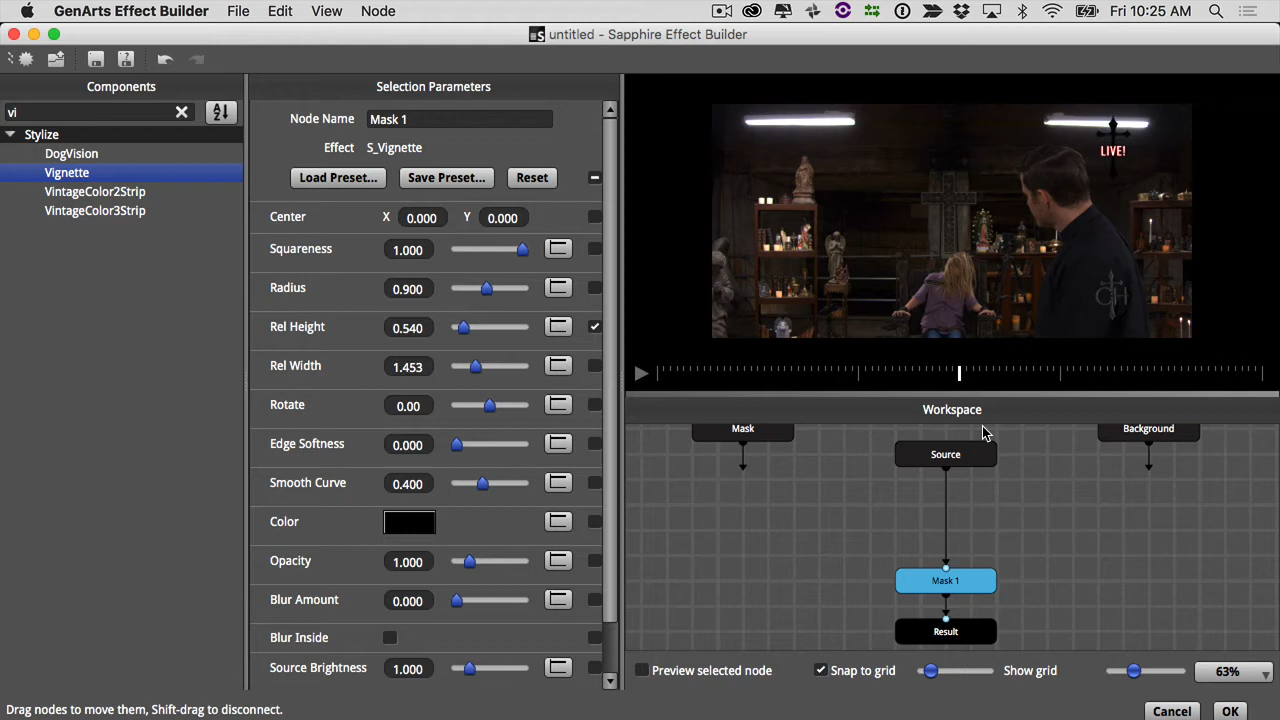 GenArts Effect Builder File Edit View Node Fri 10:25 AM
untitled - Sapphire Effect Builder
Components
vi
Stylize
DogVision
Vignette
VintageColor2Strip
VintageColor3Strip
Selection Parameters
Node Name Mask 1
Effect S_Vignette
Load Preset... Save Preset... Reset
Center X 0.000 Y 0.000
Squareness 1.000
Radius 0.900
Rel Height 0.540
Rel Width 1.453
Rotate 0.00
Edge Softness 0.000
Smooth Curve 0.400
Color
Opacity 1.000
Blur Amount 0.000
Blur Inside
Source Brightness 1.000
LIVE!
CH
Workspace
Mask
Source
Background
Mask 1
Result
Preview selected node Snap to grid Show grid 63%
Drag nodes to move them, Shift-drag to disconnect.
Cancel OK